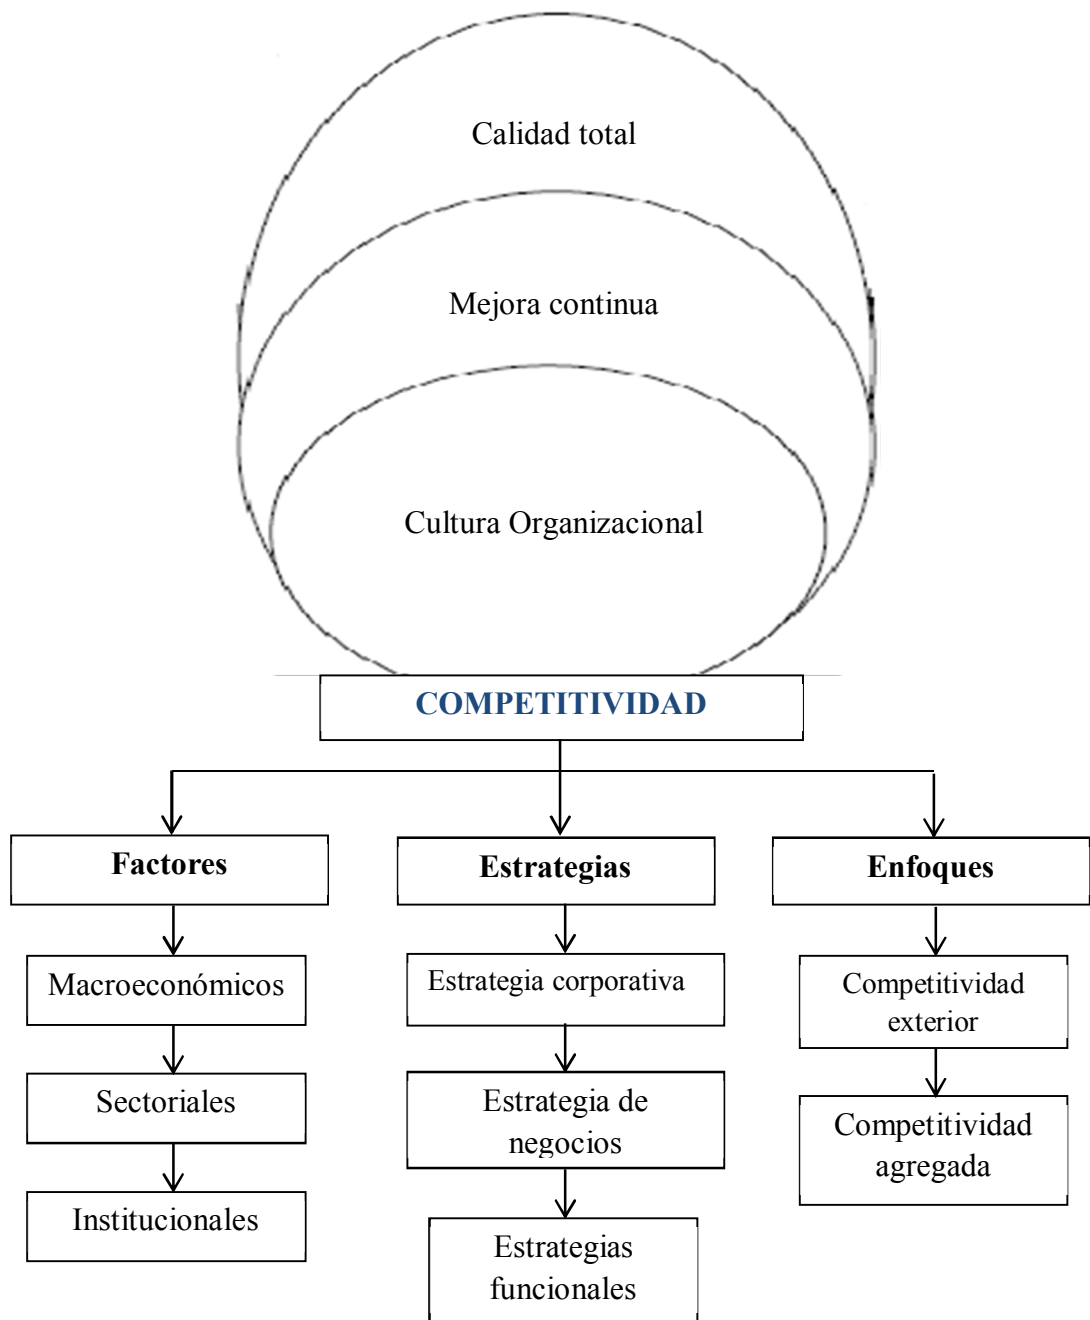 Calidad total
Mejora continua
Cultura Organizacional
COMPETITIVIDAD
Factores
Estrategias
Enfoques
Macroeconómicos
Sectoriales
Institucionales
Estrategia corporativa
Estrategia de
negocios
Estrategias
funcionales
Competitividad
exterior
Competitividad
agregada